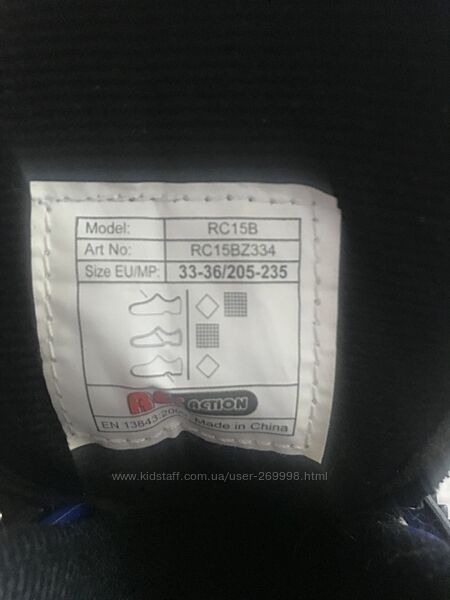 Model: RC15B
Art No: RC15BZ334
Size EU/MP: 33-36/205-235
ACTION
EN 13843:20 Made in China
www.kidstaff.com.ua/user-269998.html